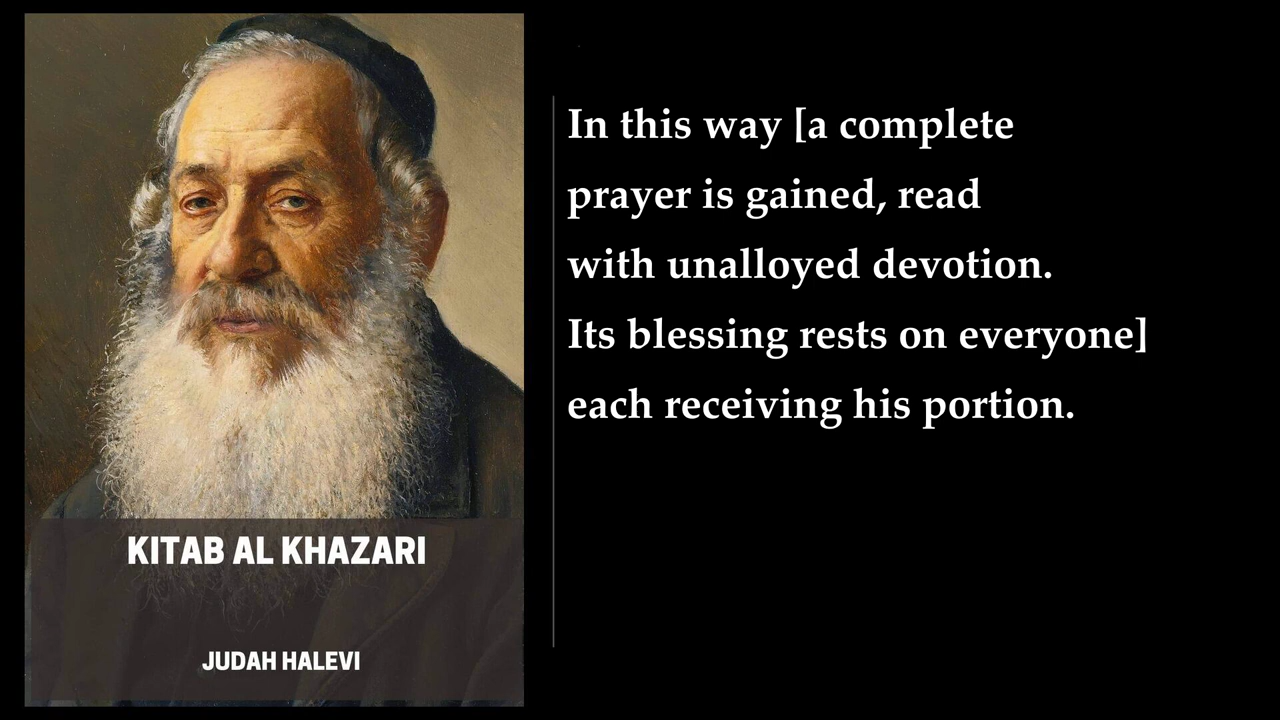 KITAB AL KHAZARI
JUDAH HALEVI
In this way [a complete
prayer is gained, read
with unalloyed devotion.
Its blessing rests on everyone]
each receiving his portion.